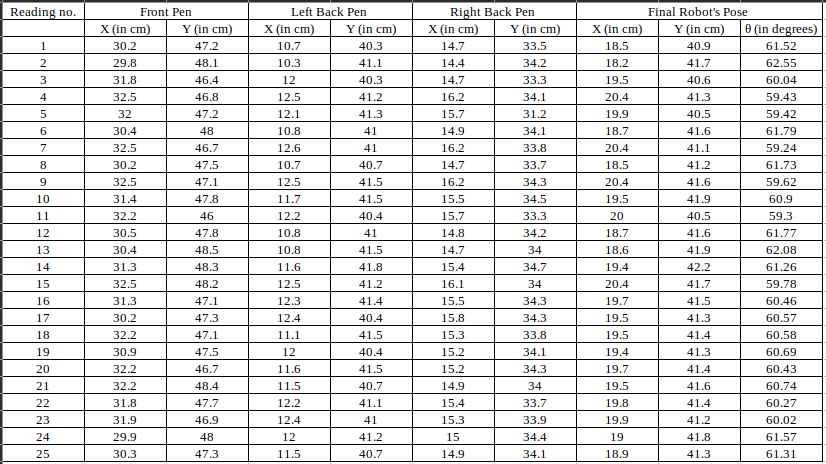 Reading no. Front Pen Left Back Pen Right Back Pen Final Robot's Pose
X (in cm) Y (in cm) X (in cm) Y (in cm) X (in cm) Y (in cm) X (in cm) Y (in cm) θ (in degrees)
1 30.2 47.2 10.7 40.3 14.7 33.5 18.5 40.9 61.52
2 29.8 48.1 10.3 41.1 14.4 34.2 18.2 41.7 62.55
3 31.8 46.4 12 40.3 14.7 33.3 19.5 40.6 60.04
4 32.5 46.8 12.5 41.2 16.2 34.1 20.4 41.3 59.43
5 32 47.2 12.1 41.3 15.7 31.2 19.9 40.5 59.42
6 30.4 48 10.8 41 14.9 34.1 18.7 41.6 61.79
7 32.5 46.7 12.6 41 16.2 33.8 20.4 41.1 59.24
8 30.2 47.5 10.7 40.7 14.7 33.7 18.5 41.2 61.73
9 32.5 47.1 12.5 41.5 16.2 34.3 20.4 41.6 59.62
10 31.4 47.8 11.7 41.5 15.5 34.5 19.5 41.9 60.9
11 32.2 46 12.2 40.4 15.7 33.3 20 40.5 59.3
12 30.5 47.8 10.8 41 14.8 34.2 18.7 41.6 61.77
13 30.4 48.5 10.8 41.5 14.7 34 18.6 41.9 62.08
14 31.3 48.3 11.6 41.8 15.4 34.7 19.4 42.2 61.26
15 32.5 48.2 12.5 41.2 16.1 34 20.4 41.7 59.78
16 31.3 47.1 12.3 41.4 15.5 34.3 19.7 41.5 60.46
17 30.2 47.3 12.4 40.4 15.8 34.3 19.5 41.3 60.57
18 32.2 47.1 11.1 41.5 15.3 33.8 19.5 41.4 60.58
19 30.9 47.5 12 40.4 15.2 34.1 19.4 41.3 60.69
20 32.2 46.7 11.6 41.5 15.2 34.3 19.7 41.4 60.43
21 32.2 48.4 11.5 40.7 14.9 34 19.5 41.6 60.74
22 31.8 47.7 12.2 41.1 15.4 33.7 19.8 41.4 60.27
23 31.9 46.9 12.4 41 15.3 33.9 19.9 41.2 60.02
24 29.9 48 12 41.2 15 34.4 19 41.8 61.57
25 30.3 47.3 11.5 40.7 14.9 34.1 18.9 41.3 61.31